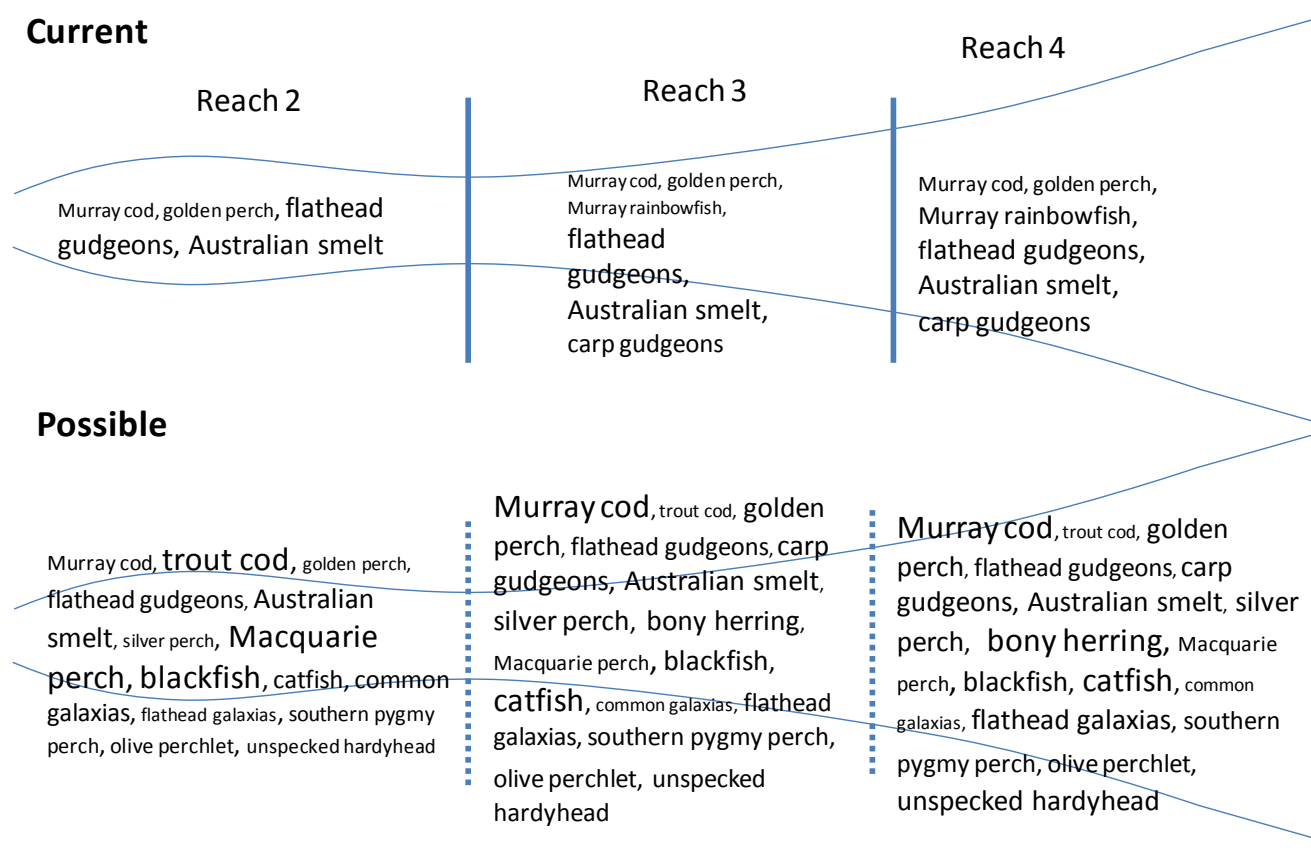 Current
Reach 2
Reach 3
Reach 4
Murray cod, golden perch, flathead
gudgeons, Australian smelt
Murray cod, golden perch,
Murray rainbowfish,
flathead
gudgeons,
Australian smelt,
carp gudgeons
Murray cod, golden perch,
Murray rainbowfish,
flathead gudgeons,
Australian smelt,
carp gudgeons
Possible
Murray cod, trout cod, golden perch,
flathead gudgeons, Australian
smelt, silver perch, Macquarie
perch, blackfish, catfish, common
galaxias, flathead galaxias, southern pygmy
perch, olive perchlet, unspecked hardyhead
Murray cod, trout cod, golden
perch, flathead gudgeons, carp
gudgeons, Australian smelt,
silver perch, bony herring,
Macquarie perch, blackfish,
catfish, common galaxias, flathead
galaxias, southern pygmy perch,
olive perchlet, unspecked
hardyhead
Murray cod, trout cod, golden
perch, flathead gudgeons, carp
gudgeons, Australian smelt, silver
perch, bony herring, Macquarie
perch, blackfish, catfish, common
galaxias, flathead galaxias, southern
pygmy perch, olive perchlet,
unspecked hardyhead